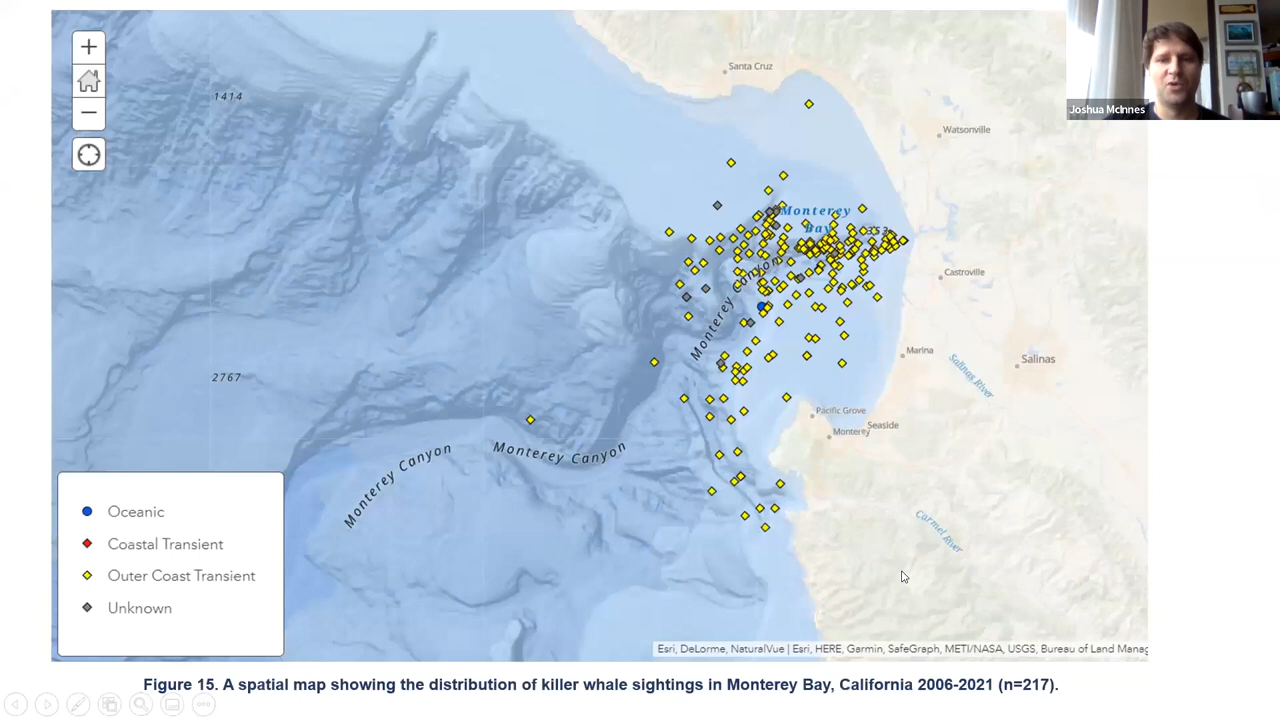 Joshua McInnes
1414
Santa Cruz
Watsonville
Monterey
Bay
353
Castroville
Monterey Canyon
Marina
Salinas
Salinas River
2767
Pacific Grove
Seaside
Monterey
Monterey Canyon
Monterey Canyon
Carmel River
Oceanic
Coastal Transient
Outer Coast Transient
Unknown
Esri, DeLorme, NaturalVue | Esri, HERE, Garmin, SafeGraph, METI/NASA, USGS, Bureau of Land Manag
Figure 15. A spatial map showing the distribution of killer whale sightings in Monterey Bay, California 2006-2021 (n=217).